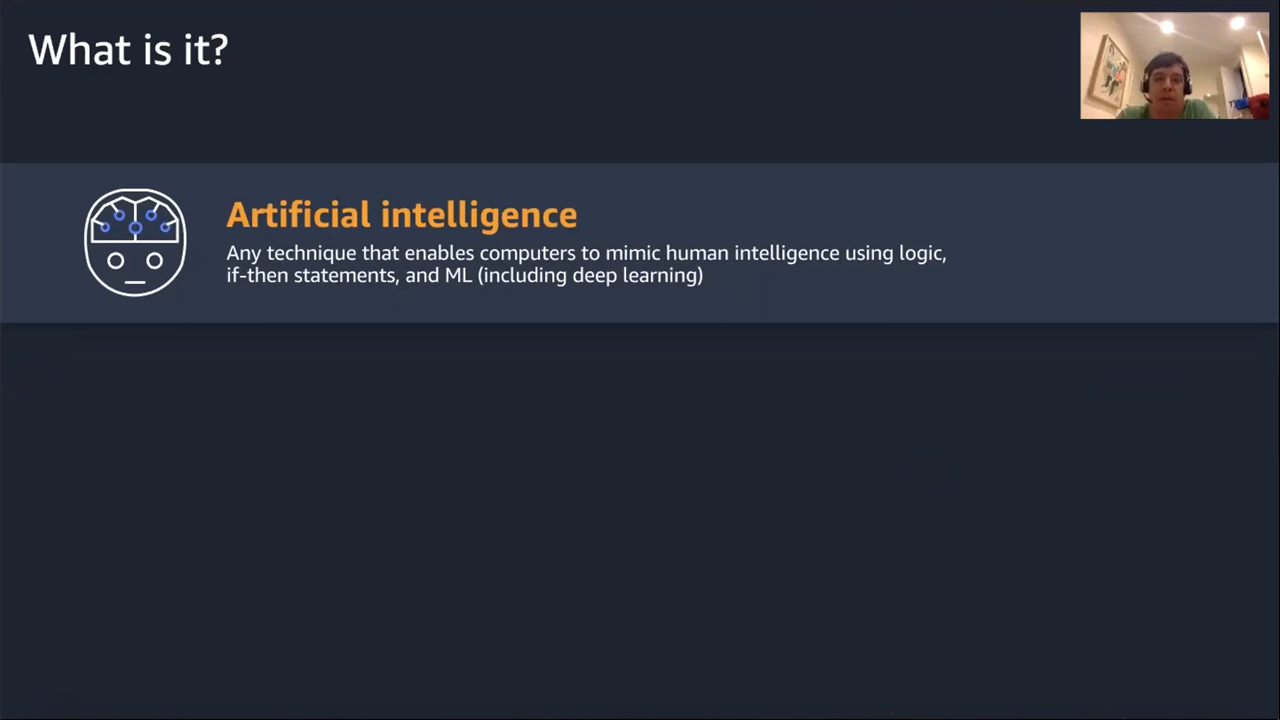 What is it?
Artificial intelligence
Any technique that enables computers to mimic human intelligence using logic,
if-then statements, and ML (including deep learning)